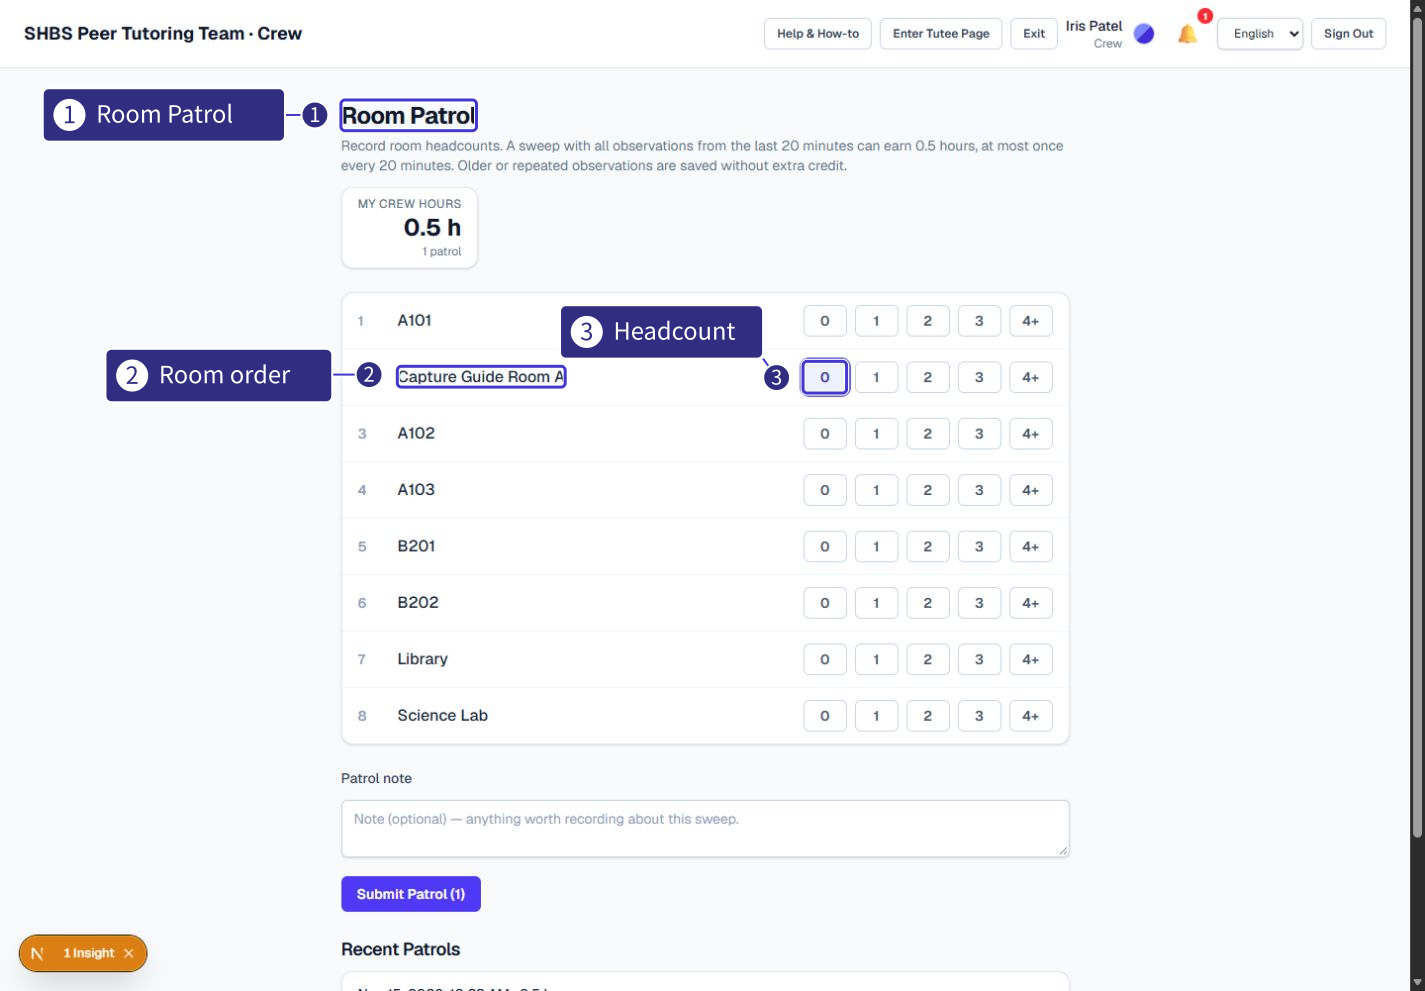 SHBS Peer Tutoring Team · Crew
Help & How-to
Enter Tutee Page
Exit
Iris Patel
Crew
1
English
Sign Out
1 Room Patrol
1
Room Patrol
Record room headcounts. A sweep with all observations from the last 20 minutes can earn 0.5 hours, at most once
every 20 minutes. Older or repeated observations are saved without extra credit.
MY CREW HOURS
0.5 h
1 patrol
1 A101 0 1 2 3 4+
3 Headcount
2 Room order
2 Capture Guide Room A 3 0 1 2 3 4+
3 A102 0 1 2 3 4+
4 A103 0 1 2 3 4+
5 B201 0 1 2 3 4+
6 B202 0 1 2 3 4+
7 Library 0 1 2 3 4+
8 Science Lab 0 1 2 3 4+
Patrol note
Note (optional) — anything worth recording about this sweep.
Submit Patrol (1)
Recent Patrols
N 1 Insight ×